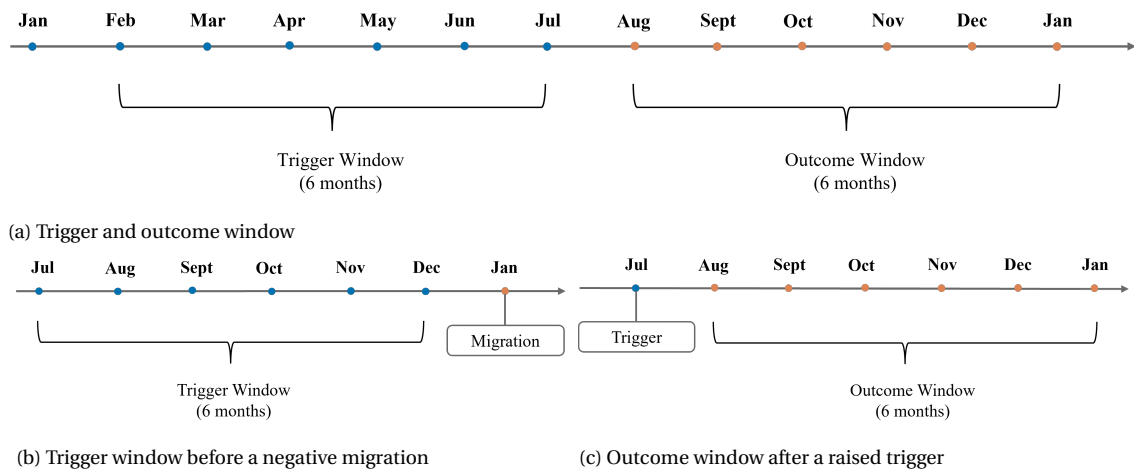 Jan Feb Mar Apr May Jun Jul Aug Sept Oct Nov Dec Jan
Trigger Window
(6 months)
Outcome Window
(6 months)
(a) Trigger and outcome window
Jul Aug Sept Oct Nov Dec Jan
Migration
Trigger Window
(6 months)
(b) Trigger window before a negative migration
Jul Aug Sept Oct Nov Dec Jan
Trigger
Outcome Window
(6 months)
(c) Outcome window after a raised trigger